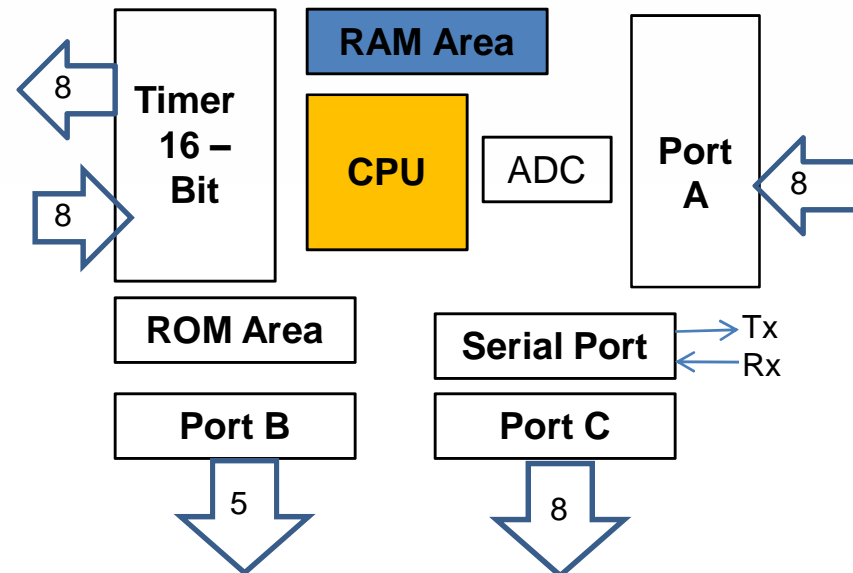 RAM Area
8
Timer
16 –
Bit
CPU
ADC
Port
A
8
8
ROM Area
Serial Port
Tx
Rx
Port B
Port C
5
8